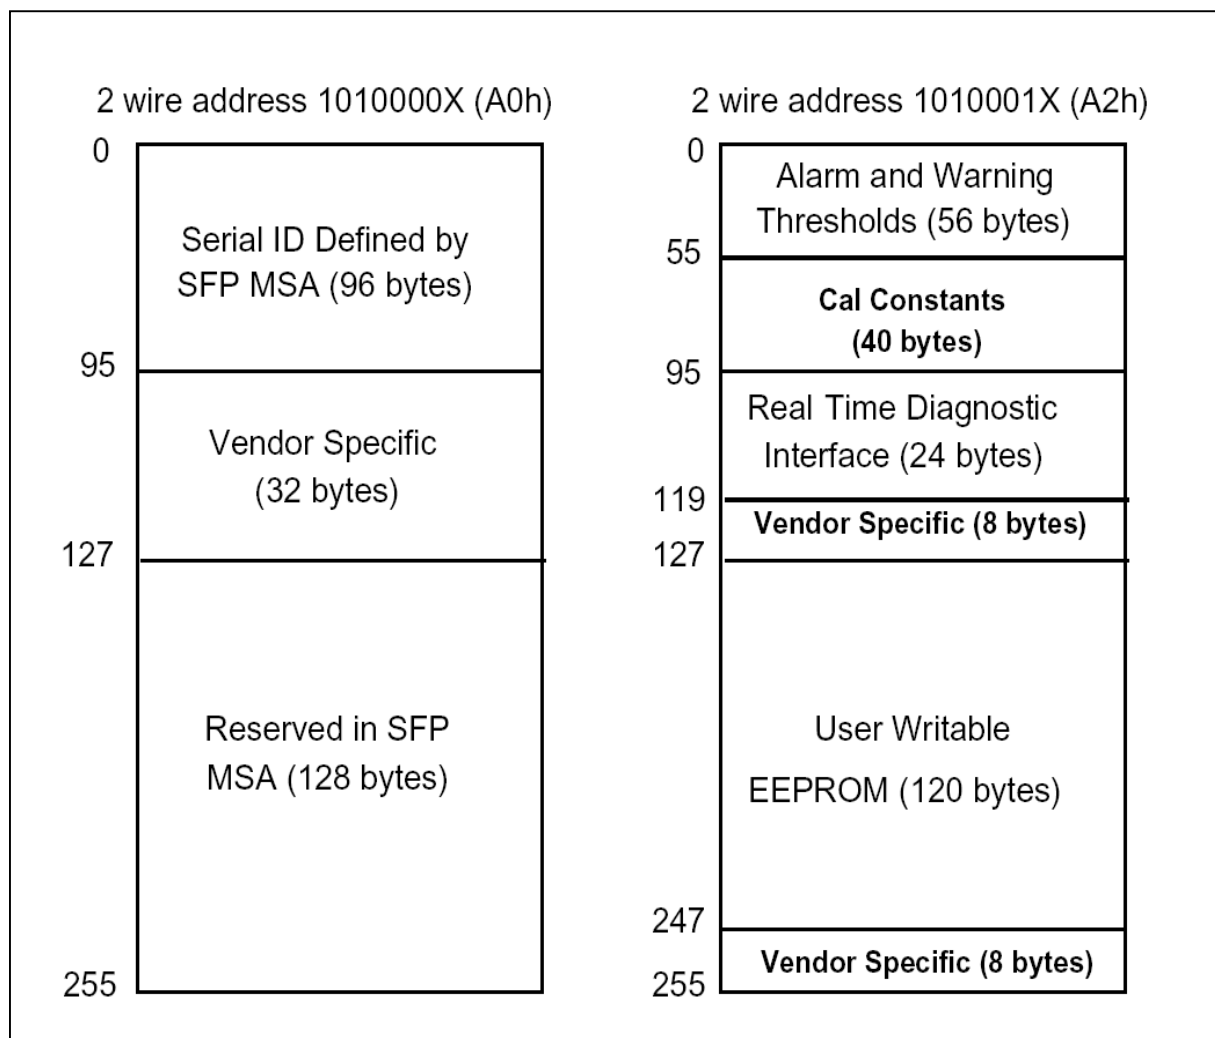 2 wire address 1010000X (A0h)
0
Serial ID Defined by
SFP MSA (96 bytes)
95
Vendor Specific
(32 bytes)
127
Reserved in SFP
MSA (128 bytes)
255
2 wire address 1010001X (A2h)
0
Alarm and Warning
Thresholds (56 bytes)
55
Cal Constants
(40 bytes)
95
Real Time Diagnostic
Interface (24 bytes)
119
Vendor Specific (8 bytes)
127
User Writable
EEPROM (120 bytes)
247
Vendor Specific (8 bytes)
255